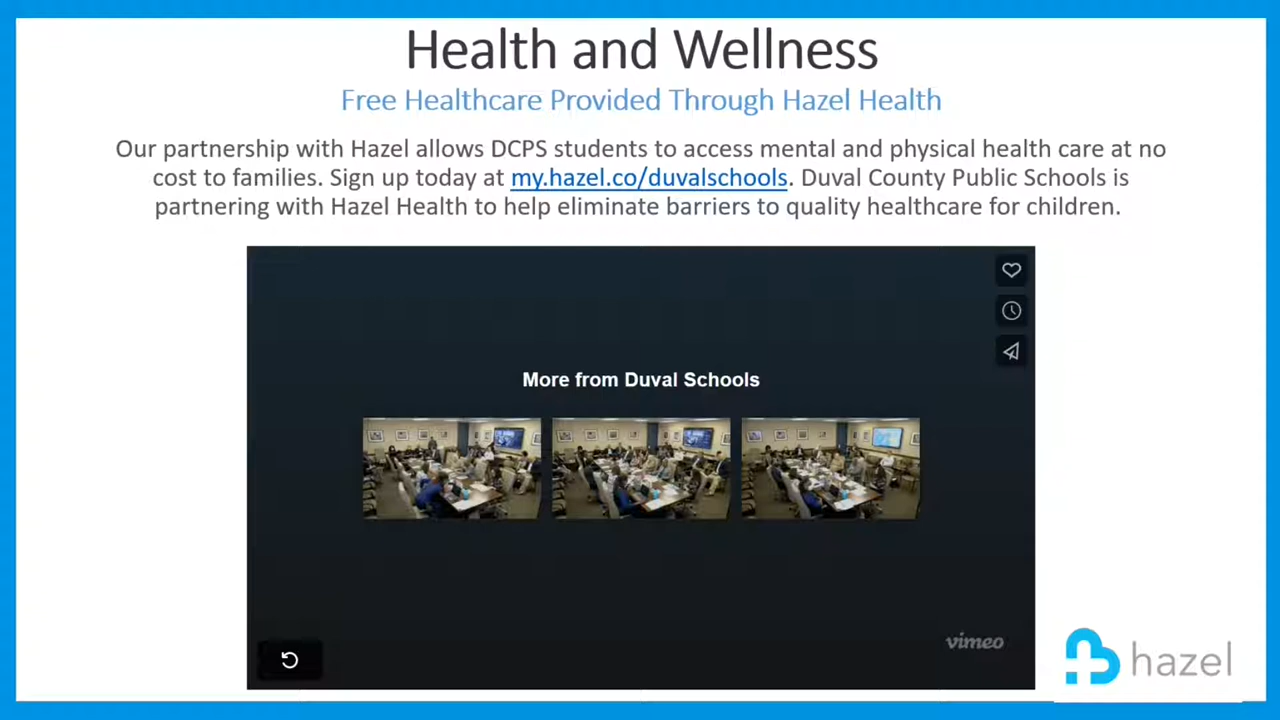 Health and Wellness
Free Healthcare Provided Through Hazel Health
Our partnership with Hazel allows DCPS students to access mental and physical health care at no
cost to families. Sign up today at my.hazel.co/duvalschools. Duval County Public Schools is
partnering with Hazel Health to help eliminate barriers to quality healthcare for children.
More from Duval Schools
vimeo
hazel